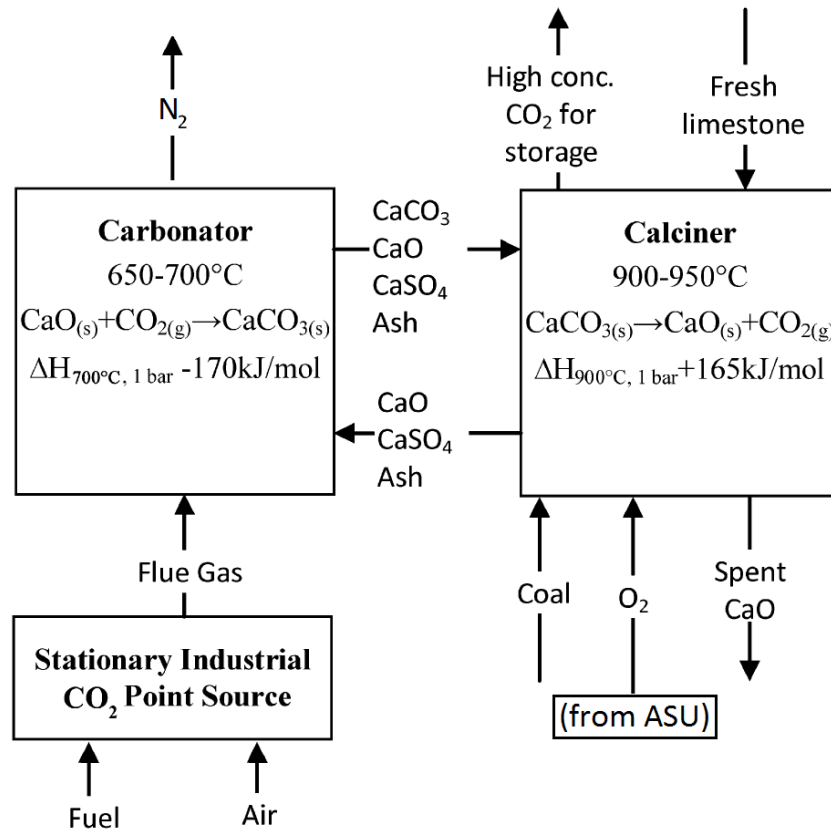 N₂
High conc.
CO₂ for
storage
Fresh
limestone
Carbonator
650-700°C
CaO(s)+CO₂(g)→CaCO₃(s)
ΔH700°C, 1 bar -170kJ/mol
CaCO₃
CaO
CaSO₄
Ash
CaO
CaSO₄
Ash
Calciner
900-950°C
CaCO₃(s)→CaO(s)+CO₂(g)
ΔH900°C, 1 bar+165kJ/mol
Flue Gas
Coal
O₂
Spent
CaO
(from ASU)
Stationary Industrial
CO₂ Point Source
Fuel
Air